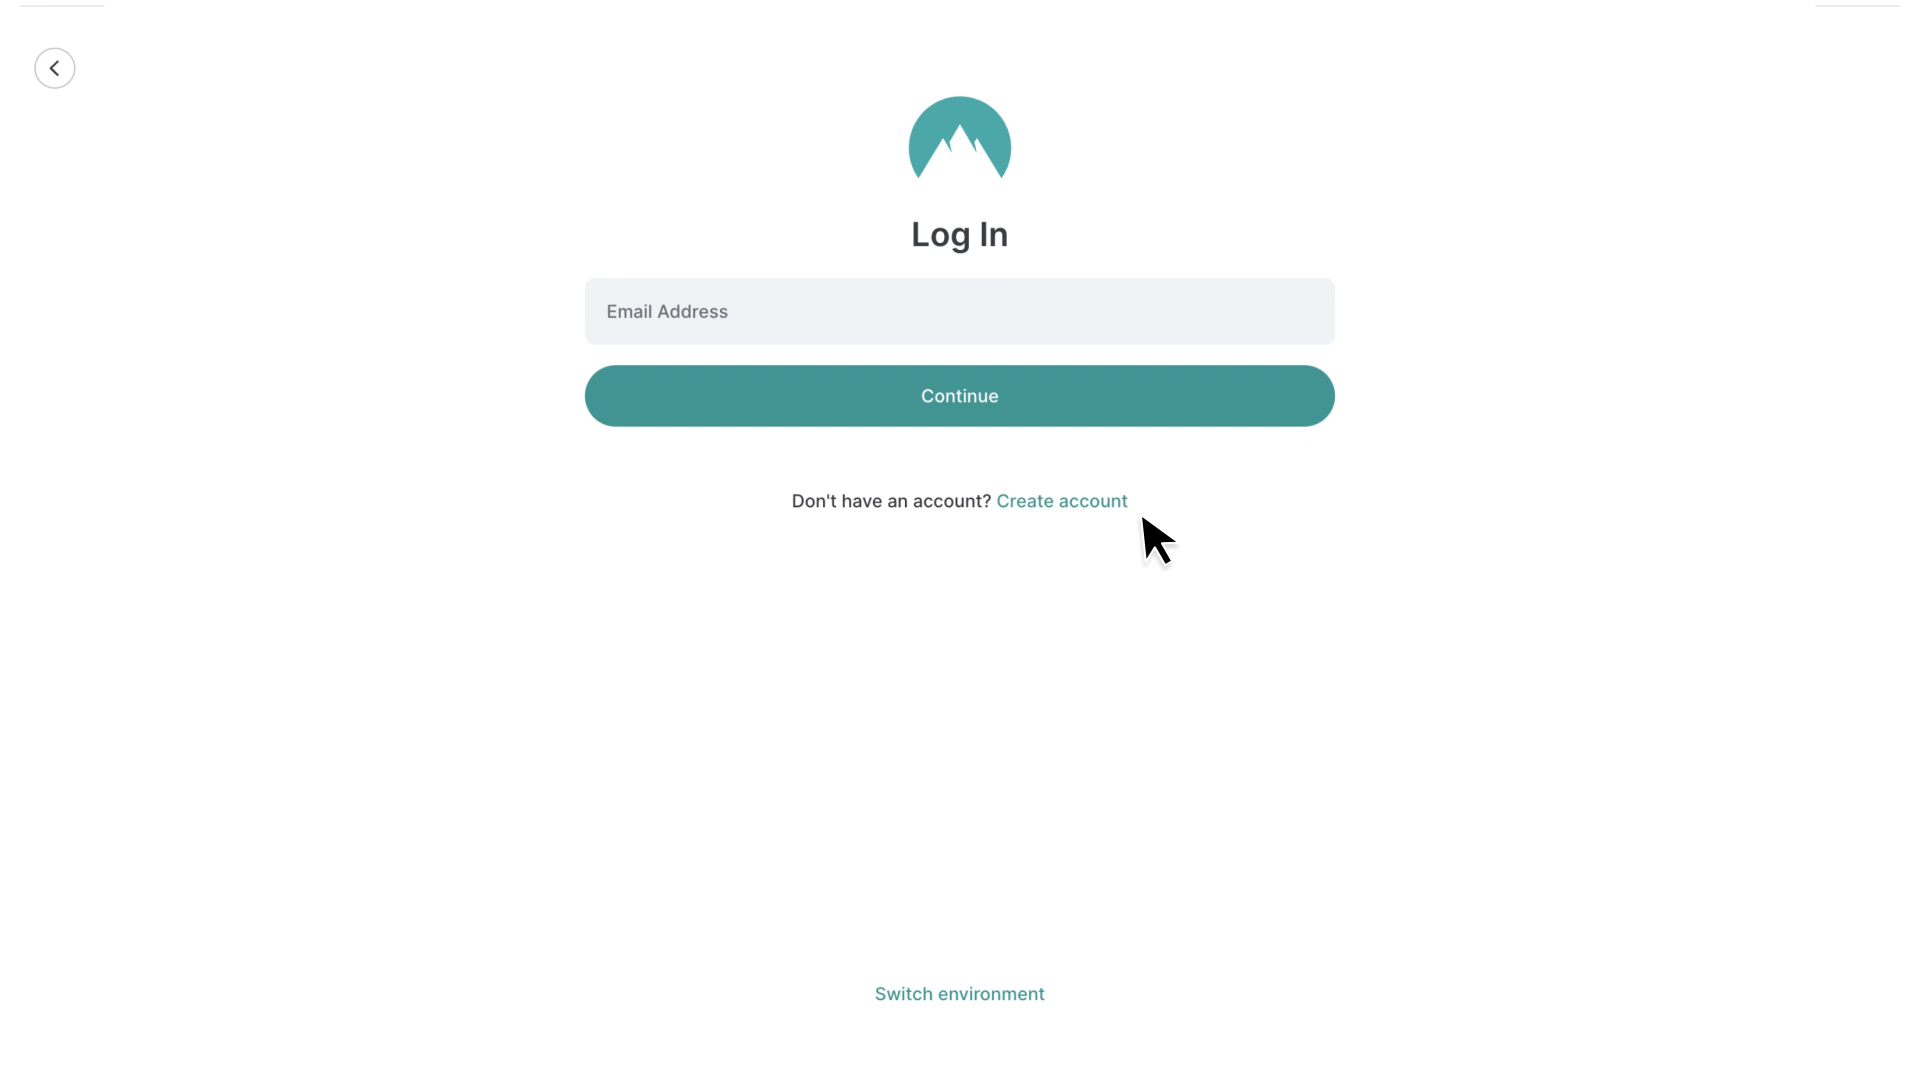 Log In
Email Address
Continue
Don't have an account? Create account
Switch environment